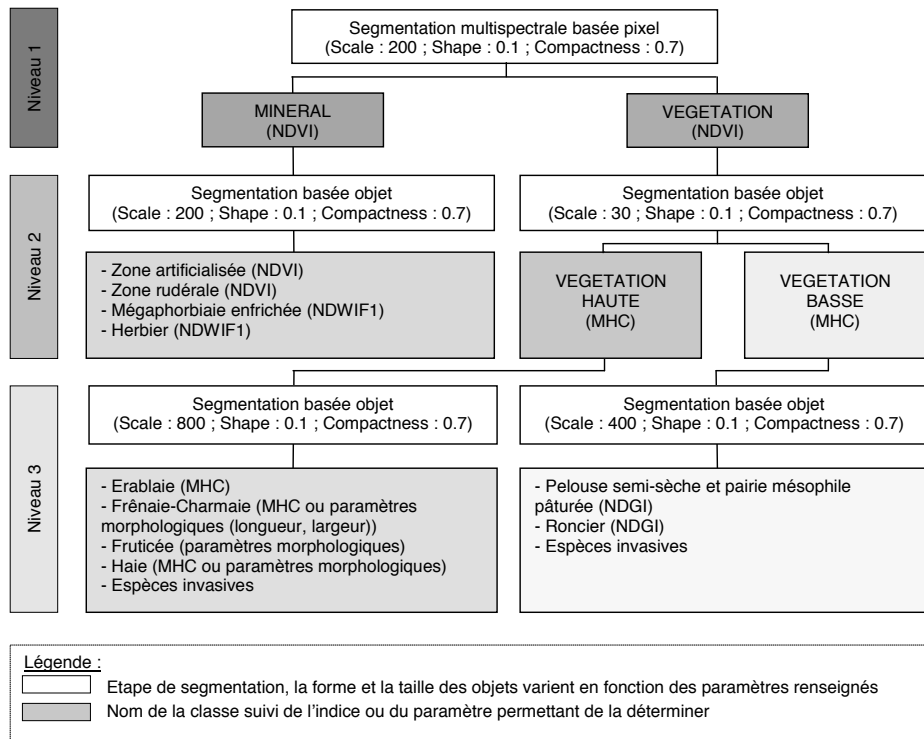 Niveau 1
Segmentation multispectrale basée pixel
(Scale : 200 ; Shape : 0.1 ; Compactness : 0.7)
MINERAL
(NDVI)
VEGETATION
(NDVI)
Niveau 2
Segmentation basée objet
(Scale : 200 ; Shape : 0.1 ; Compactness : 0.7)
Segmentation basée objet
(Scale : 30 ; Shape : 0.1 ; Compactness : 0.7)
- Zone artificialisée (NDVI)
- Zone rudérale (NDVI)
- Mégaphorbiaie enfrichée (NDWIF1)
- Herbier (NDWIF1)
VEGETATION
HAUTE
(MHC)
VEGETATION
BASSE
(MHC)
Niveau 3
Segmentation basée objet
(Scale : 800 ; Shape : 0.1 ; Compactness : 0.7)
Segmentation basée objet
(Scale : 400 ; Shape : 0.1 ; Compactness : 0.7)
- Erablaie (MHC)
- Frênaie-Charmaie (MHC ou paramètres
morphologiques (longueur, largeur))
- Fruticée (paramètres morphologiques)
- Haie (MHC ou paramètres morphologiques)
- Espèces invasives
- Pelouse semi-sèche et pairie mésophile
pâturée (NDGI)
- Roncier (NDGI)
- Espèces invasives
Légende :
Etape de segmentation, la forme et la taille des objets varient en fonction des paramètres renseignés
Nom de la classe suivi de l'indice ou du paramètre permettant de la déterminer